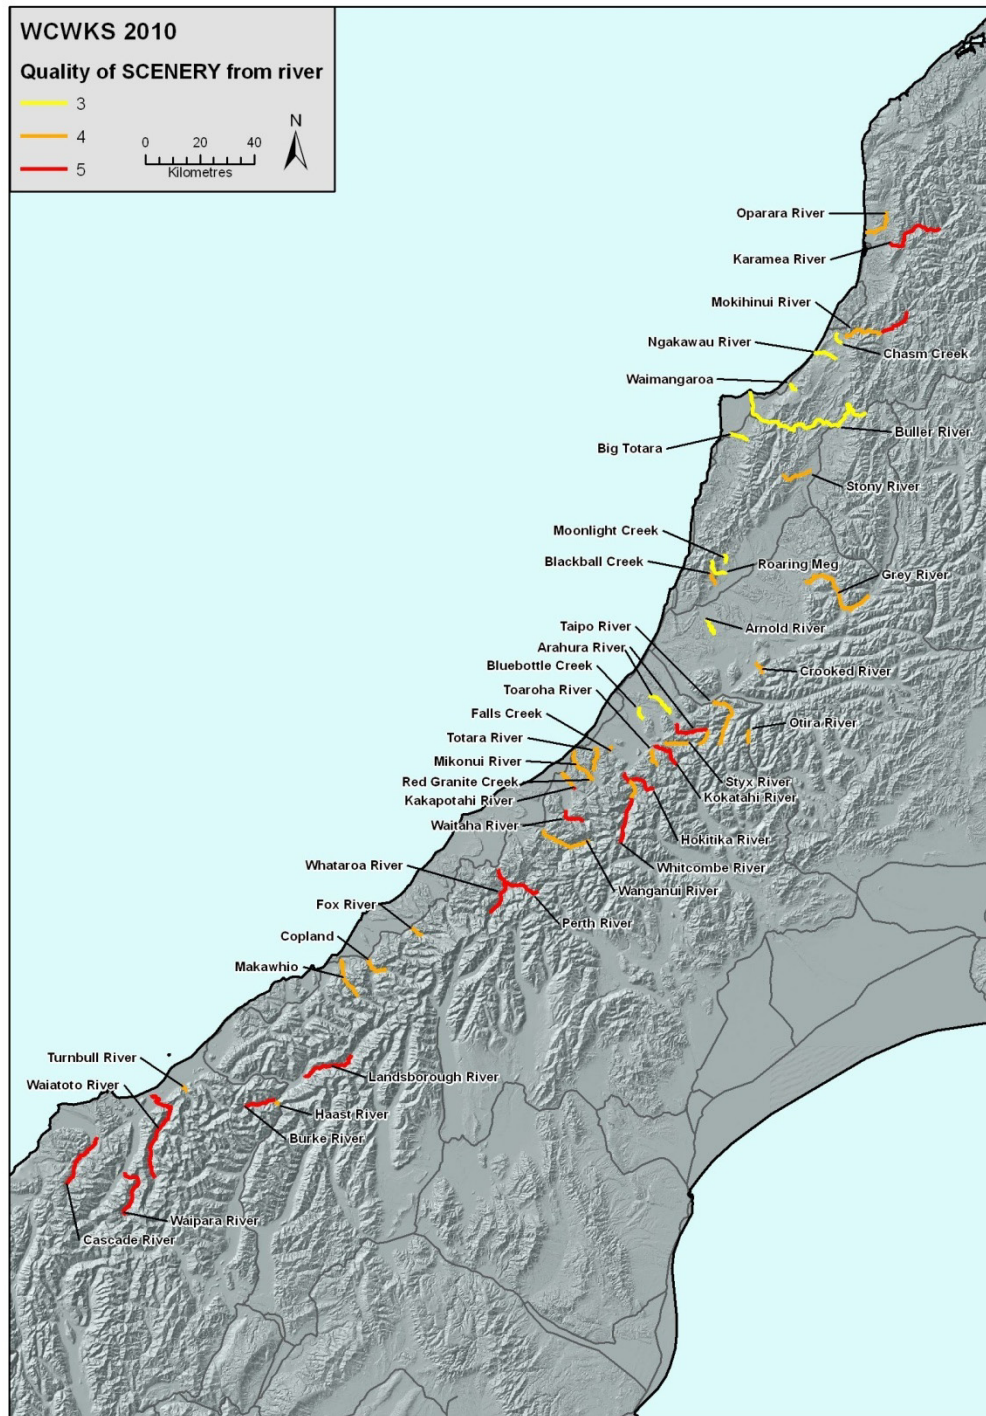 WCWKS 2010
Quality of SCENERY from river
3
4
5
N
0 20 40
Kilometres
Oparara River
Karamea River
Mokihinui River
Ngakawau River
Chasm Creek
Waimangaroa
Buller River
Big Totara
Stony River
Moonlight Creek
Blackball Creek
Roaring Meg
Grey River
Taipo River
Arnold River
Arahura River
Bluebottle Creek
Crooked River
Toaroha River
Falls Creek
Otira River
Totara River
Mikonui River
Red Granite Creek
Styx River
Kakapotahi River
Kokatahi River
Waitaha River
Hokitika River
Whataroa River
Whitcombe River
Wanganui River
Fox River
Perth River
Copland
Makawhio
Turnbull River
Landsborough River
Waiatoto River
Haast River
Burke River
Waipara River
Cascade River